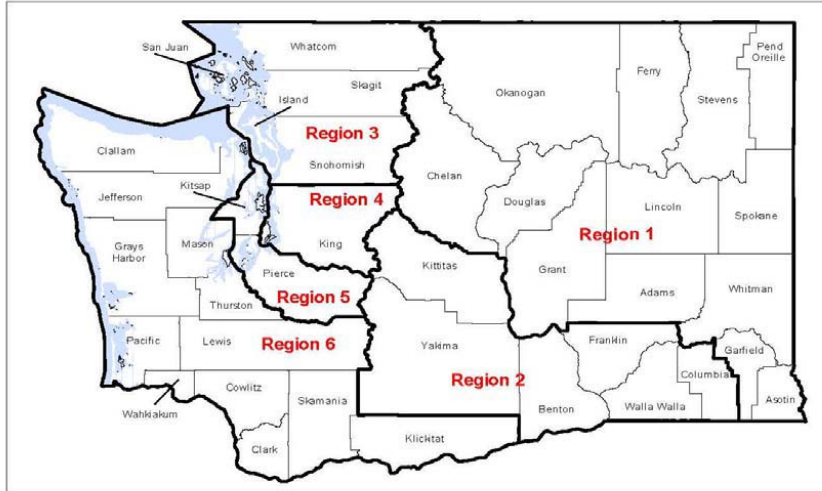 San Juan
Whatcom
Pend
Oreille
Ferry
Stevens
Skagit
Okanogan
Island
Region 3
Clallam
Snohomish
Chelan
Kitsap
Region 4
Jefferson
Douglas
Lincoln
Spokane
Region 1
Grays
Harbor
Mason
King
Kittitas
Grant
Pierce
Region 5
Adams
Whitman
Thurston
Pacific
Lewis
Region 6
Yakima
Franklin
Garfield
Region 2
Columbia
Wahkiakum
Cowlitz
Skamania
Benton
Walla Walla
Asotin
Clark
Klicktat